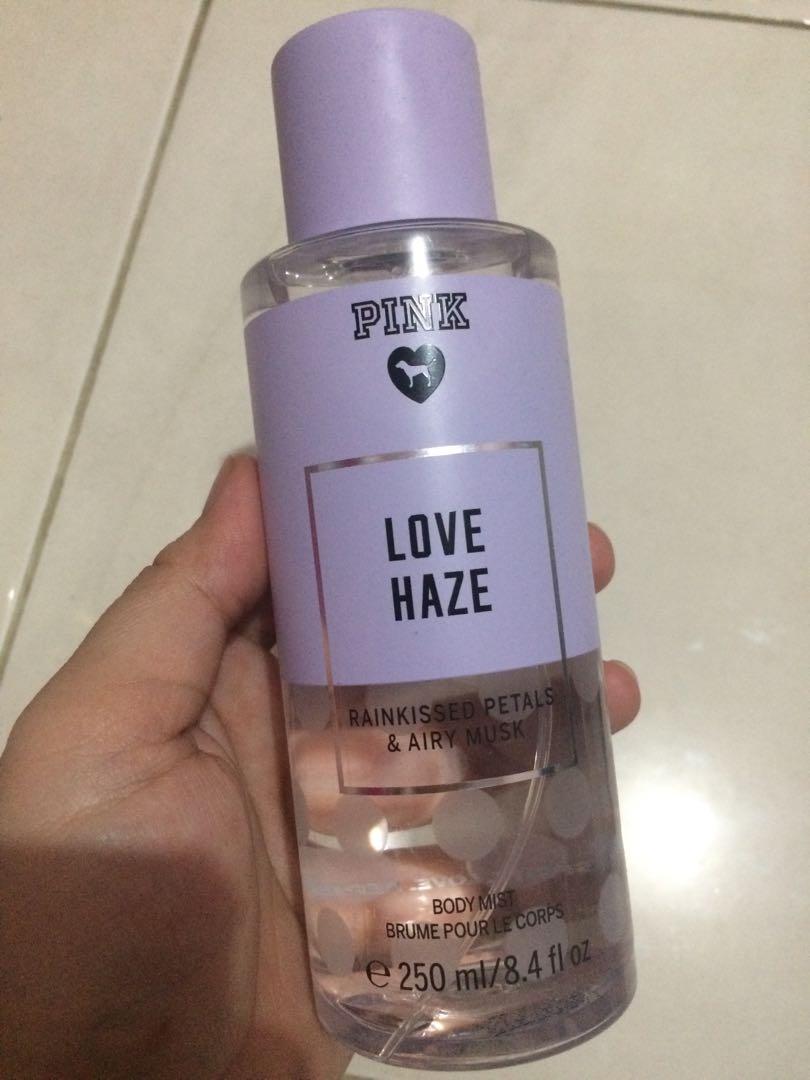 PINK
LOVE
HAZE
RAINKISSED PETALS
& AIRY MUSK
BODY MIST
BRUME POUR LE CORPS
℮ 250 ml/8.4 fl oz